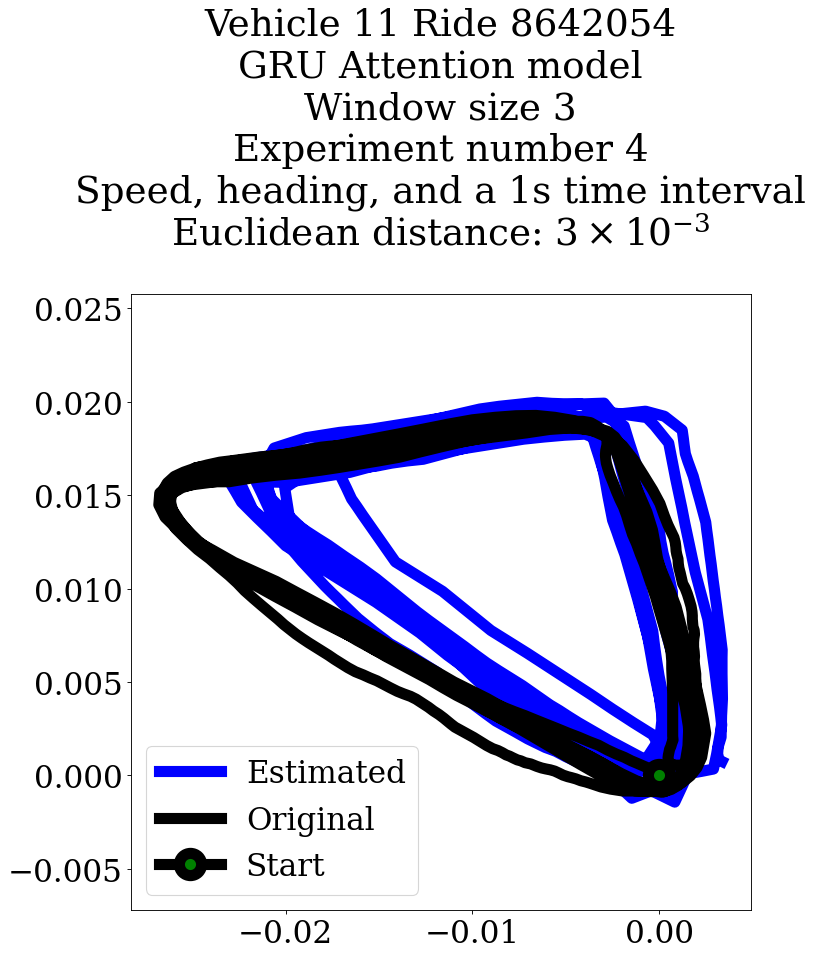 Vehicle 11 Ride 8642054
GRU Attention model
Window size 3
Experiment number 4
Speed, heading, and a 1s time interval
Euclidean distance: 3 × 10⁻³
0.025
0.020
0.015
0.010
0.005
0.000
−0.005
Estimated
Original
Start
−0.02 −0.01 0.00